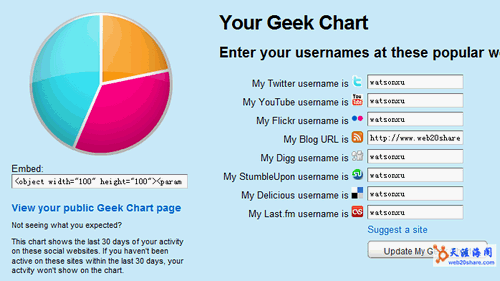 Your Geek Chart
Enter your usernames at these popular w
My Twitter username is watsonxu
My YouTube username is You Tube watsonxu
My Flickr username is watsonxu
My Blog URL is http://www.web20share
My Digg username is watsonxu
My StumbleUpon username is watsonxu
My Delicious username is watsonxu
My Last.fm username is watsonxu
Suggest a site
Update My G
Embed:
<object width="100" height="100"><param
View your public Geek Chart page
Not seeing what you expected?
This chart shows the last 30 days of your activity
on these social websites. If you haven't been
active on these sites within the last 30 days, your
activty won't show on the chart.
天涯海阁
web20share.com